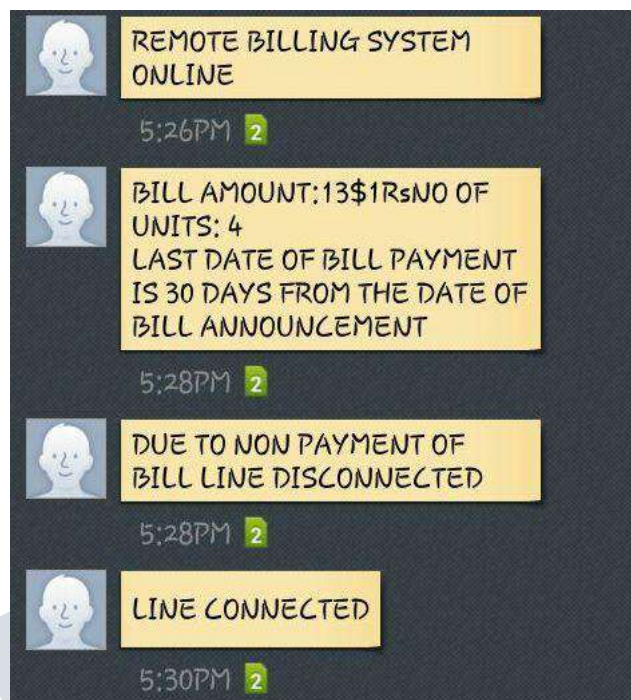 REMOTE BILLING SYSTEM
ONLINE
5:26PM 2
BILL AMOUNT:13$1RsNO OF
UNITS: 4
LAST DATE OF BILL PAYMENT
IS 30 DAYS FROM THE DATE OF
BILL ANNOUNCEMENT
5:28PM 2
DUE TO NON PAYMENT OF
BILL LINE DISCONNECTED
5:28PM 2
LINE CONNECTED
5:30PM 2